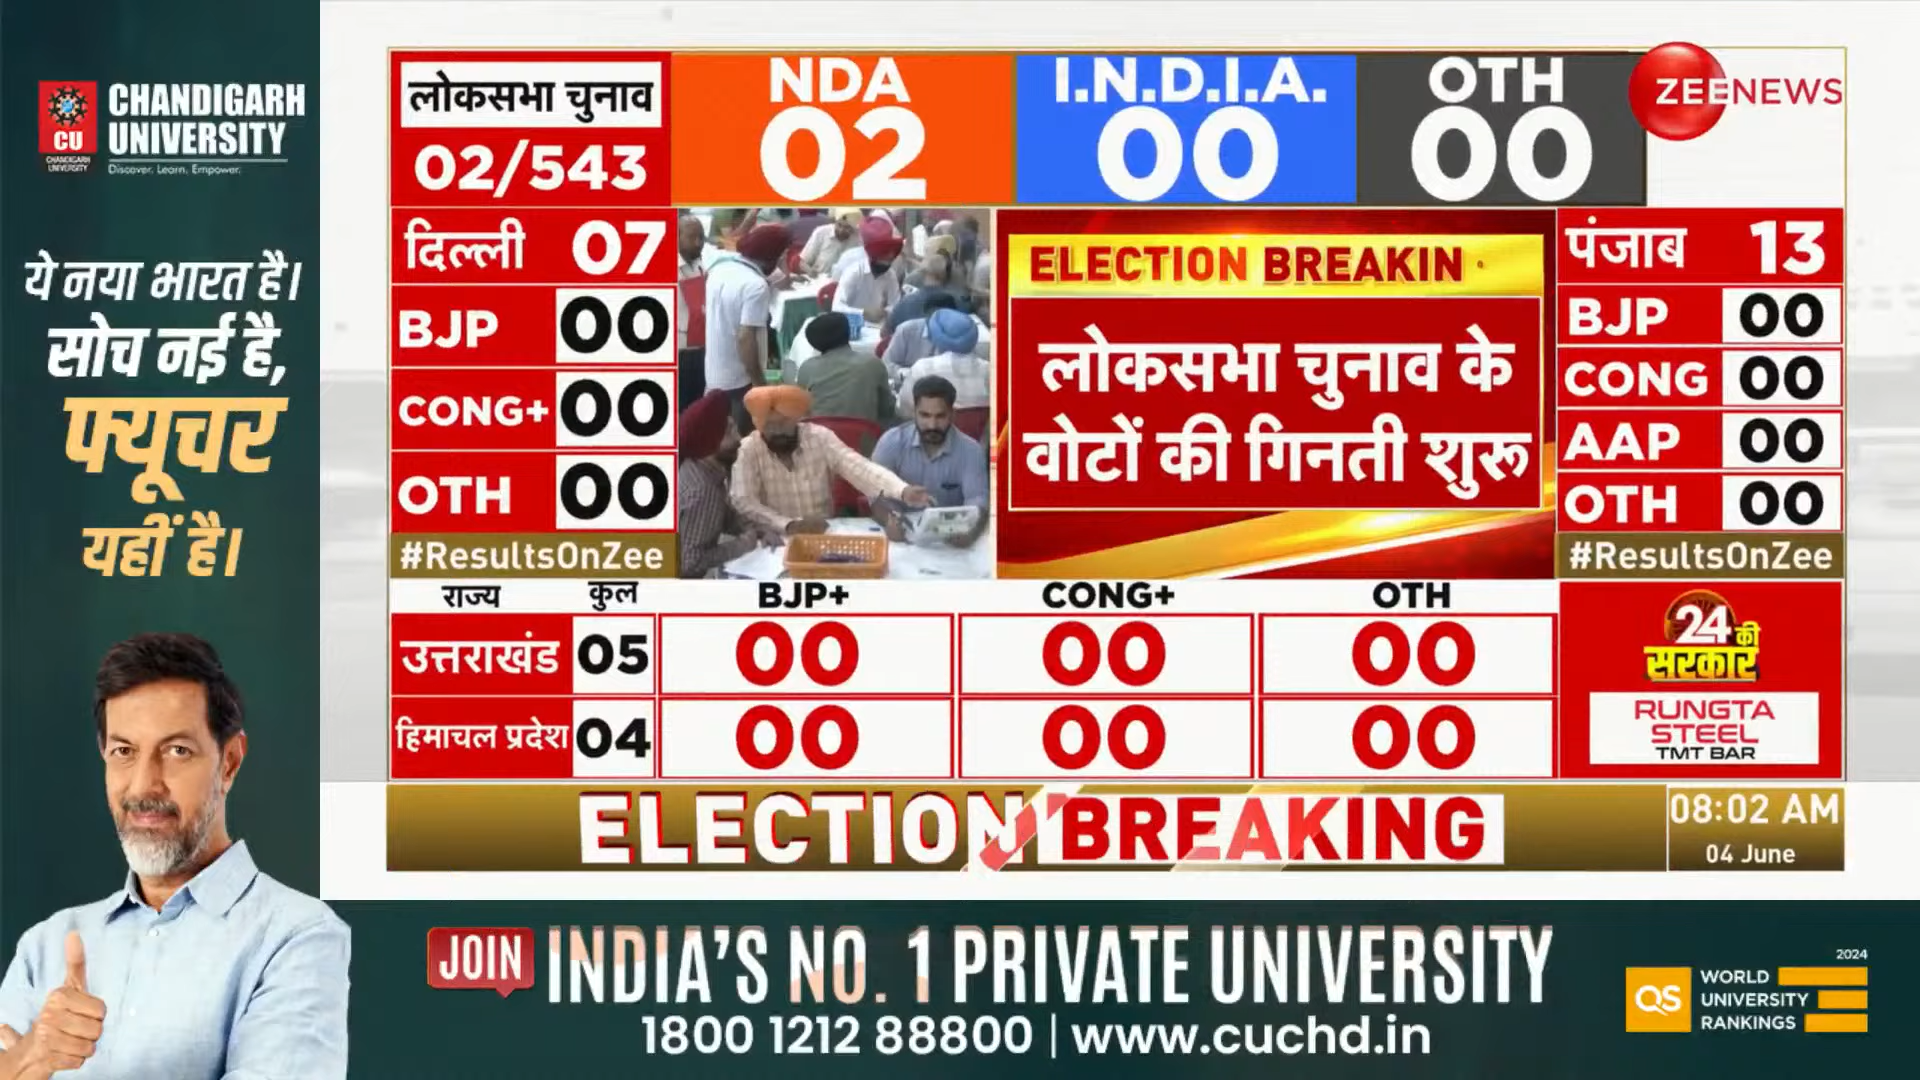 CU
CHANDIGARH UNIVERSITY
CHANDIGARH
UNIVERSITY
Discover. Learn. Empower.
ये नया भारत है।
सोच नई है,
फ्यूचर
यहीं है।
लोकसभा चुनाव
02/543
NDA
02
I.N.D.I.A.
00
OTH
00
ZEENEWS
दिल्ली 07
BJP 00
CONG+ 00
OTH 00
#ResultsOnZee
ELECTION BREAKIN
लोकसभा चुनाव के
वोटों की गिनती शुरू
पंजाब 13
BJP 00
CONG 00
AAP 00
OTH 00
#ResultsOnZee
राज्य कुल BJP+ CONG+ OTH
उत्तराखंड 05 00 00 00
हिमाचल प्रदेश 04 00 00 00
24 की
सरकार
RUNGTA
STEEL
TMT BAR
ELECTION BREAKING
08:02 AM
04 June
JOIN INDIA'S NO. 1 PRIVATE UNIVERSITY
1800 1212 88800 | www.cuchd.in
2024
QS
WORLD
UNIVERSITY
RANKINGS